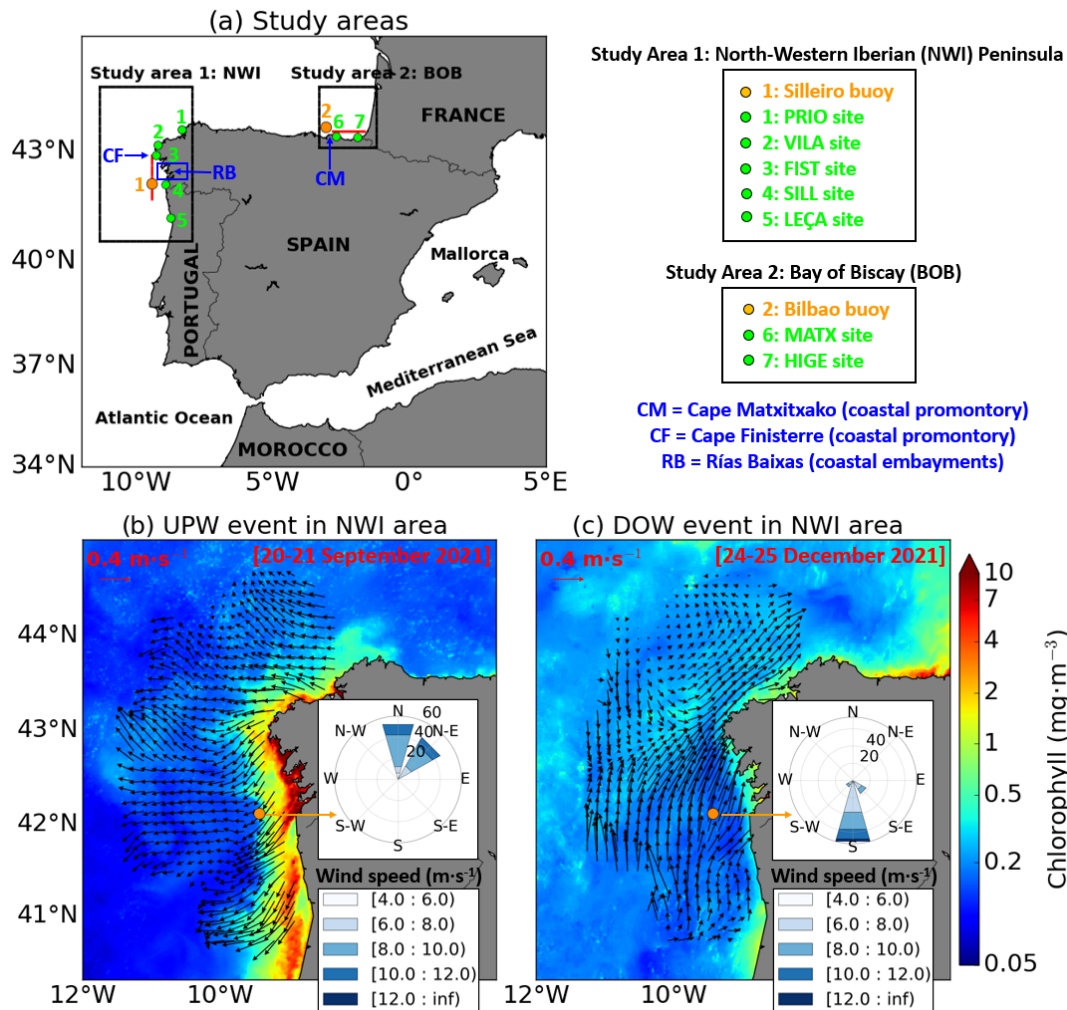 (a) Study areas
Study area 1: NWI
Study area 2: BOB
FRANCE
43°N
40°N
37°N
34°N
10°W
5°W
0°
5°E
1
2
3
CF
RB
1
4
5
2
6
7
CM
SPAIN
PORTUGAL
Mallorca
Mediterranean Sea
Atlantic Ocean
MOROCCO
Study Area 1: North-Western Iberian (NWI) Peninsula
1: Silleiro buoy
1: PRIO site
2: VILA site
3: FIST site
4: SILL site
5: LEÇA site
Study Area 2: Bay of Biscay (BOB)
2: Bilbao buoy
6: MATX site
7: HIGE site
CM = Cape Matxitxako (coastal promontory)
CF = Cape Finisterre (coastal promontory)
RB = Rías Baixas (coastal embayments)
(b) UPW event in NWI area
0.4 m·s⁻¹
[20-21 September 2021]
44°N
43°N
42°N
41°N
12°W
10°W
N
N-E
E
S-E
S
S-W
W
N-W
60
40
20
Wind speed (m·s⁻¹)
[4.0 : 6.0)
[6.0 : 8.0)
[8.0 : 10.0)
[10.0 : 12.0)
[12.0 : inf)
(c) DOW event in NWI area
0.4 m·s⁻¹
[24-25 December 2021]
12°W
10°W
N
N-E
E
S-E
S
S-W
W
N-W
40
20
Wind speed (m·s⁻¹)
[4.0 : 6.0)
[6.0 : 8.0)
[8.0 : 10.0)
[10.0 : 12.0)
[12.0 : inf)
10
7
4
2
1
0.5
0.2
0.05
Chlorophyll (mg·m⁻³)